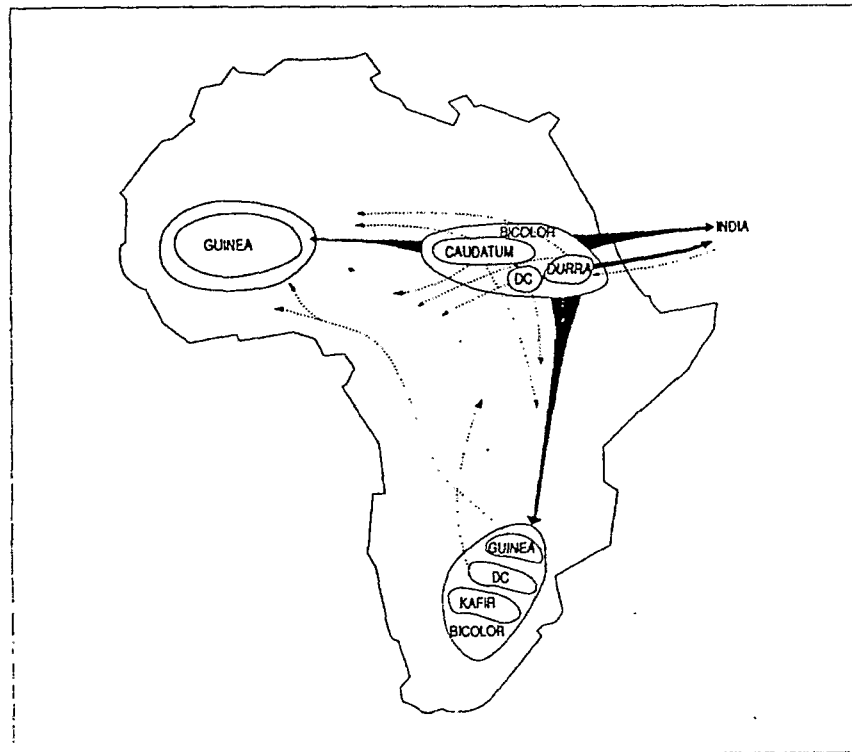 BICOLOR
INDIA
GUINEA
CAUDATUM
DURRA
DC
GUINEA
DC
KAFIR
BICOLOR